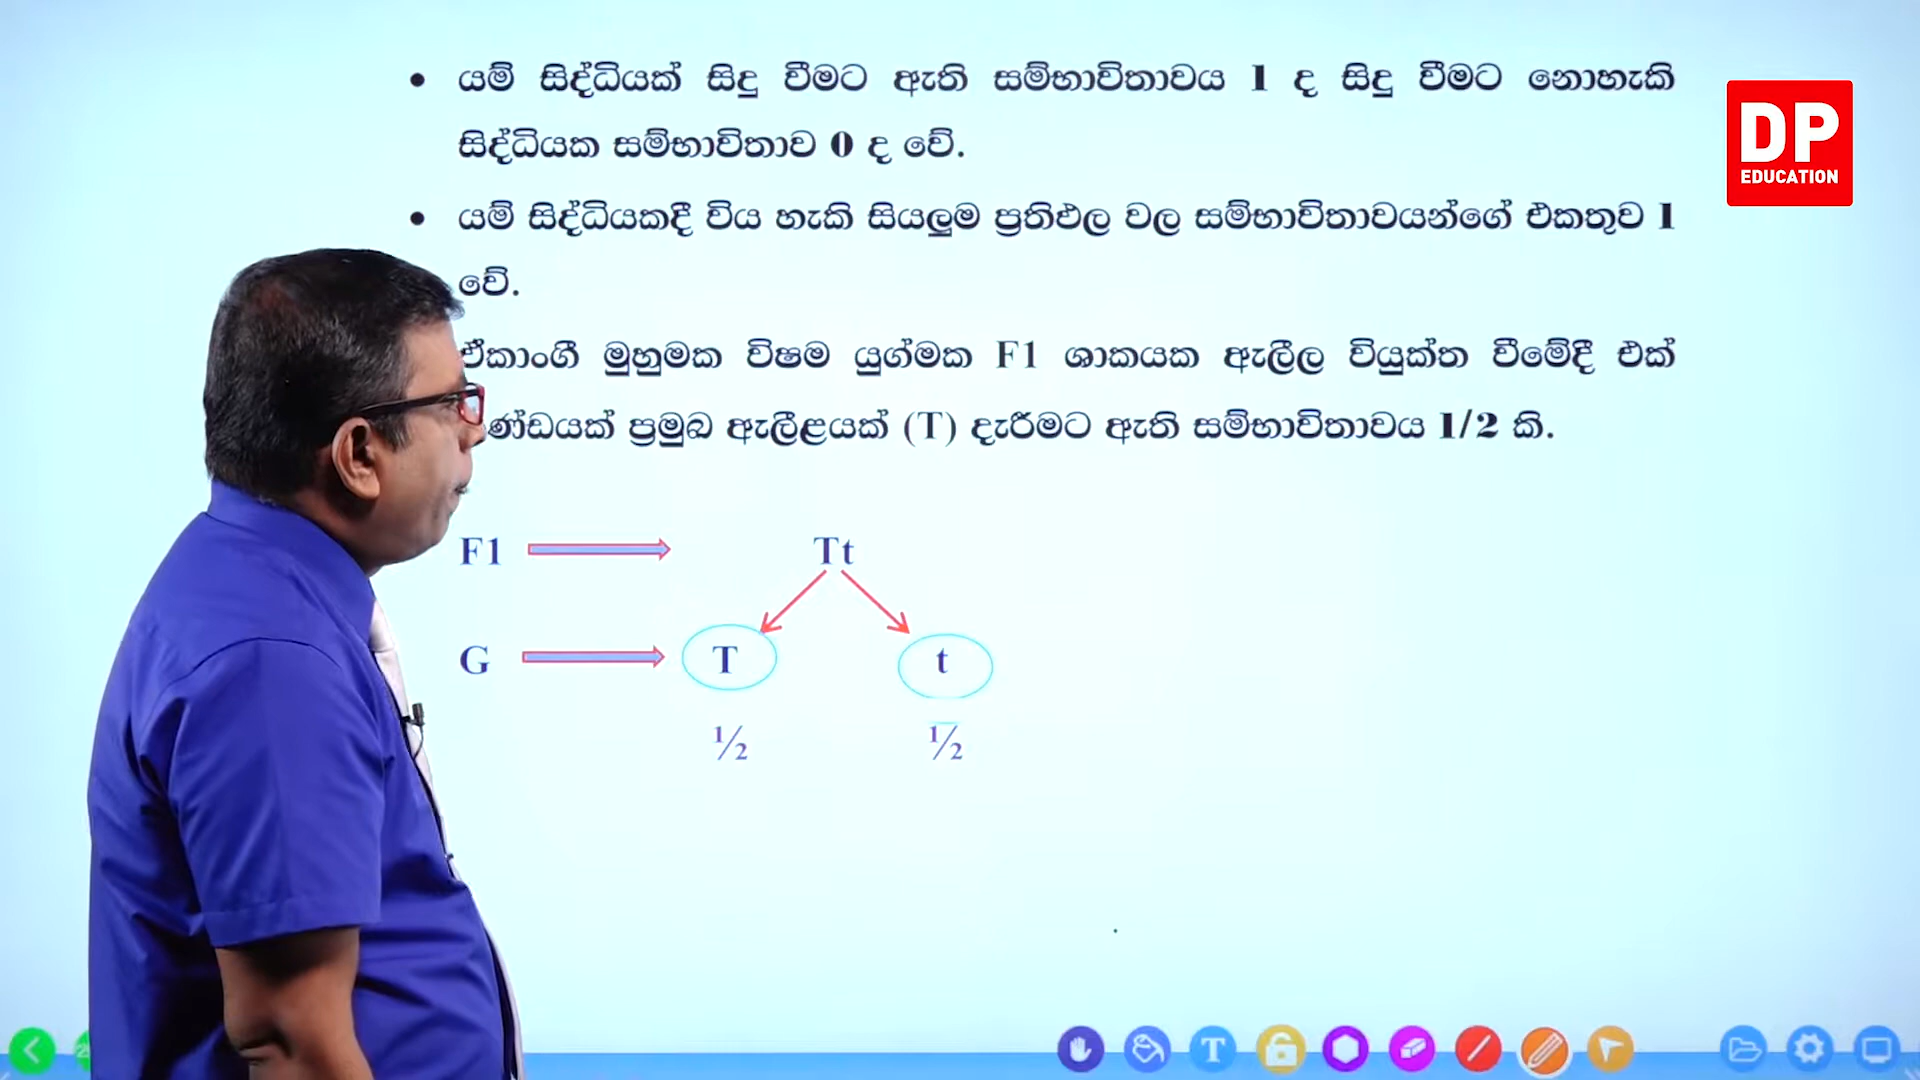 • යම් සිද්ධියක් සිදු වීමට ඇති සම්භාවිතාවය 1 ද සිදු වීමට නොහැකි
සිද්ධියක සම්භාවිතාව 0 ද වේ.
• යම් සිද්ධියකදී විය හැකි සියලුම ප්‍රතිඵල වල සම්භාවිතාවයන්ගේ එකතුව 1
වේ.
ඒකාංගී මුහුමක විෂම යුග්මක F1 ශාකයක ඇලීල වියුක්ත වීමේදී එක්
ප්‍රමුඛ ඇලීළයක් (T) දැරීමට ඇති සම්භාවිතාවය 1/2 කි.
F1 Tt
G T t
½ ½
DP
EDUCATION
T